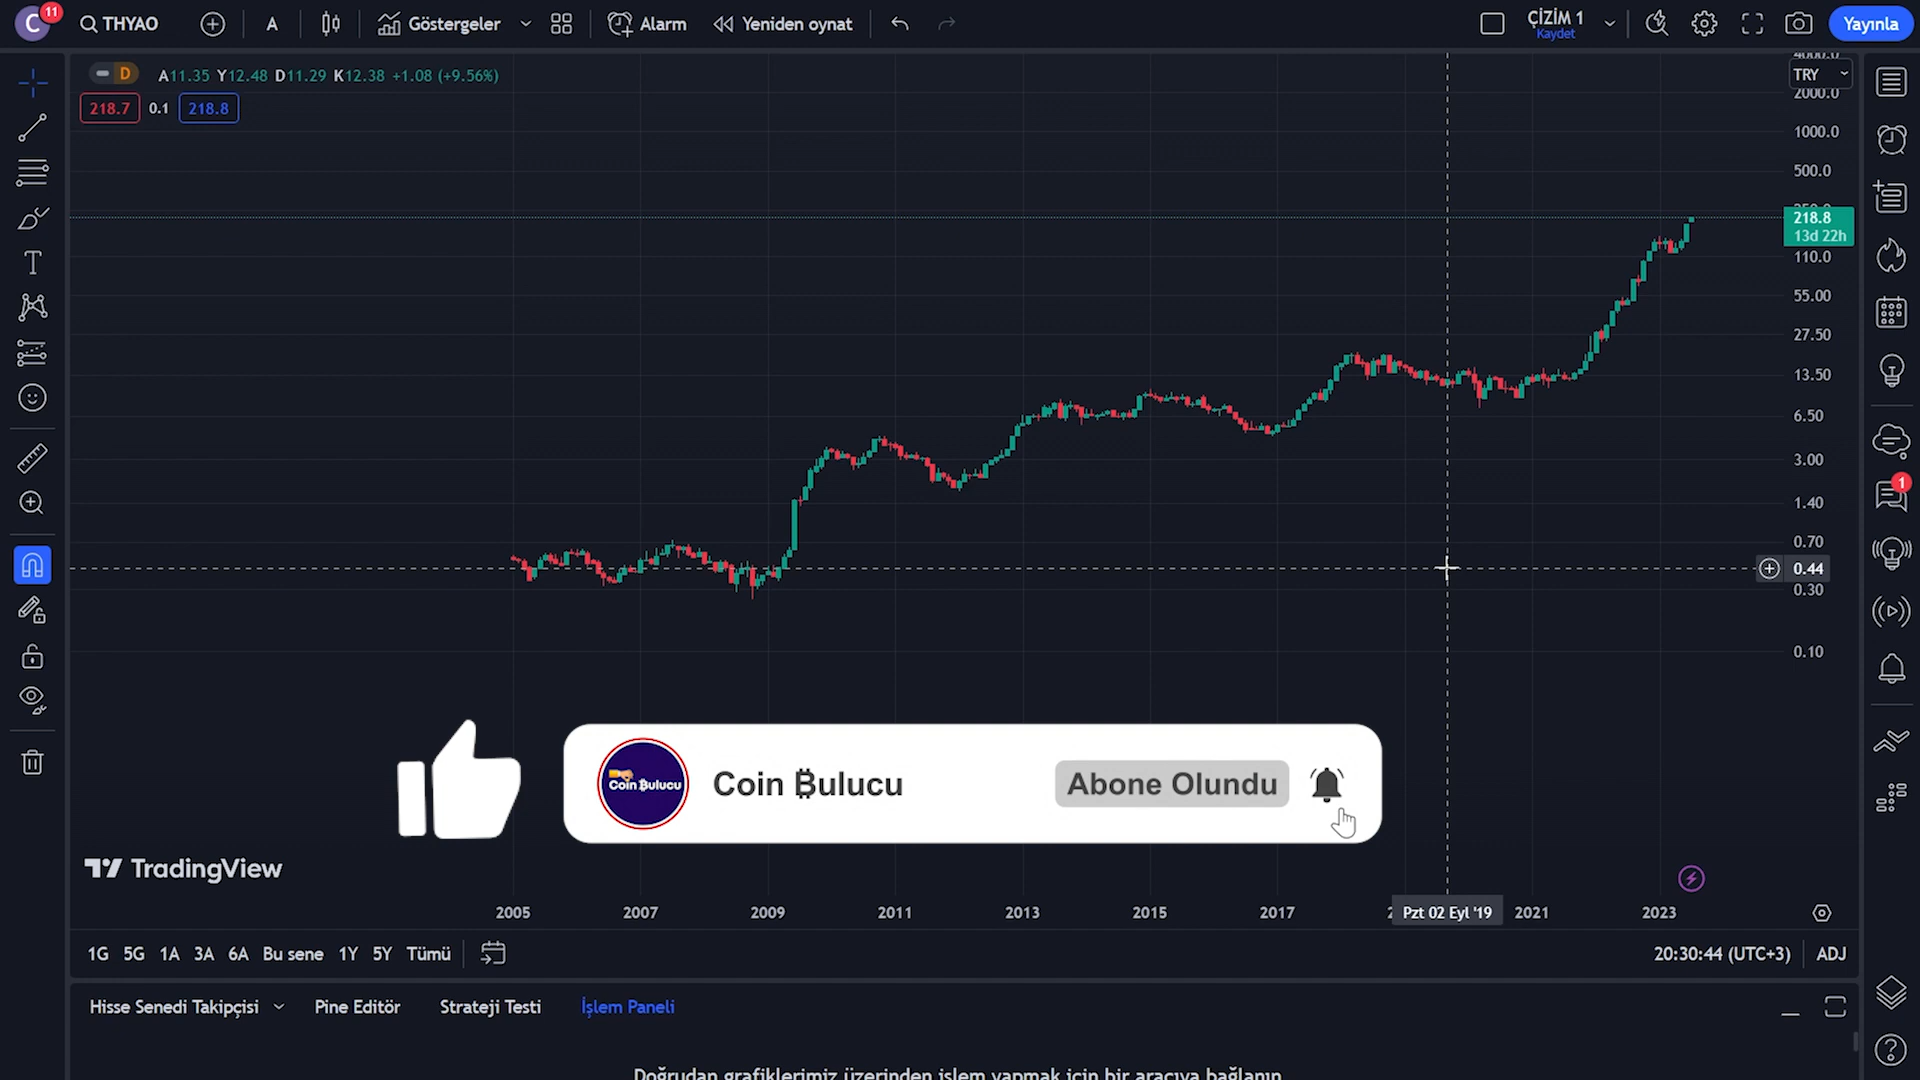 C 11 THYAO A Göstergeler Alarm Yeniden oynat ÇİZİM 1 Kaydet Yayınla
D A11.35 Y12.48 D11.29 K12.38 +1.08 (+9.56%)
218.7 0.1 218.8
TRY
4000.0
2000.0
1000.0
500.0
218.8
13d 22h
110.0
55.00
27.50
13.50
6.50
3.00
1.40
0.70
0.44
0.30
0.10
1
Coin Bulucu
Coin ₿ulucu
Abone Olundu
TradingView
2005 2007 2009 2011 2013 2015 2017 Pzt 02 Eyl '19 2021 2023
1G 5G 1A 3A 6A Bu sene 1Y 5Y Tümü 20:30:44 (UTC+3) ADJ
Hisse Senedi Takipçisi Pine Editör Strateji Testi İşlem Paneli
Doğrudan grafiklerimiz üzerinden işlem yapmak için bir aracıya bağlanın